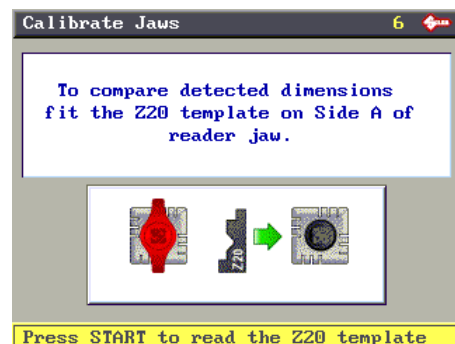 Calibrate Jaws 6 SILCA
To compare detected dimensions
fit the Z20 template on Side A of
reader jaw.
Z20
Press START to read the Z20 template